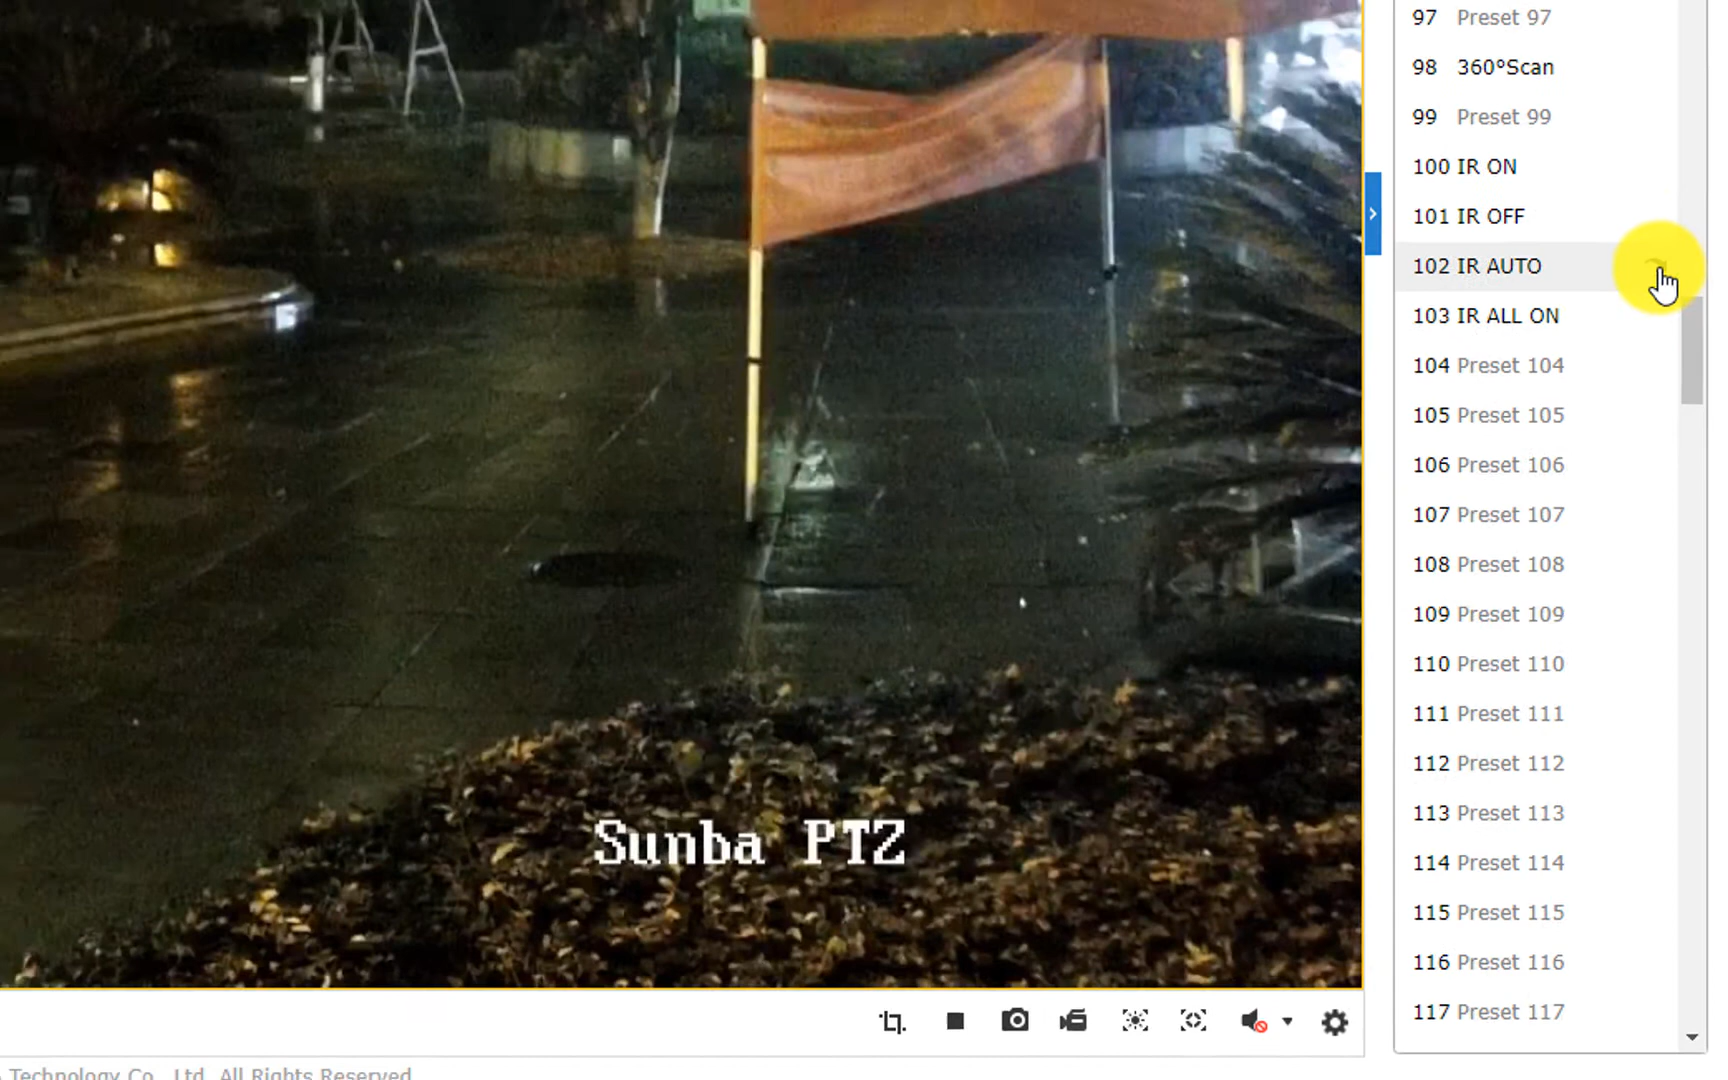 97 Preset 97
98 360°Scan
99 Preset 99
100 IR ON
101 IR OFF
102 IR AUTO
103 IR ALL ON
104 Preset 104
105 Preset 105
106 Preset 106
107 Preset 107
108 Preset 108
109 Preset 109
110 Preset 110
111 Preset 111
112 Preset 112
113 Preset 113
114 Preset 114
115 Preset 115
116 Preset 116
117 Preset 117
Sunba PTZ
Technology Co., Ltd. All Rights Reserved.